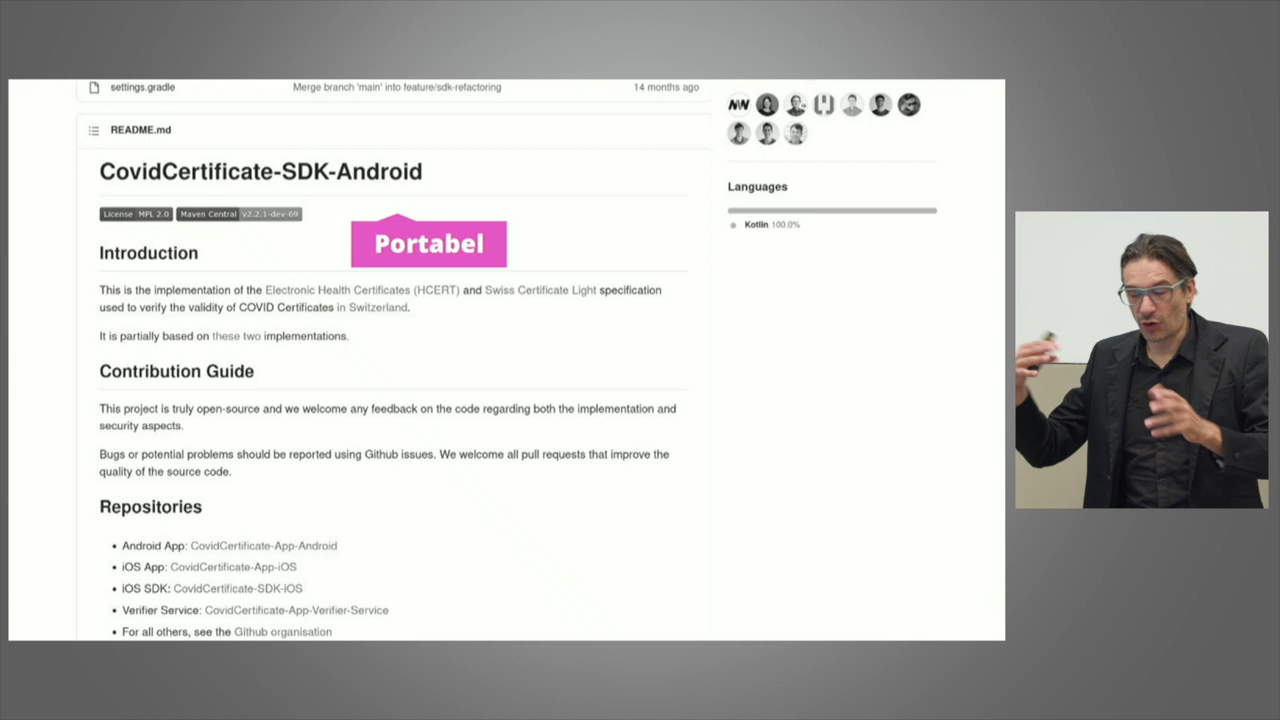 settings.gradle Merge branch 'main' into feature/sdk-refactoring 14 months ago
README.md
CovidCertificate-SDK-Android
License MPL 2.0 Maven Central v2.2.1-dev-69
Portabel
Introduction
This is the implementation of the Electronic Health Certificates (HCERT) and Swiss Certificate Light specification
used to verify the validity of COVID Certificates in Switzerland.
It is partially based on these two implementations.
Contribution Guide
This project is truly open-source and we welcome any feedback on the code regarding both the implementation and
security aspects.
Bugs or potential problems should be reported using Github issues. We welcome all pull requests that improve the
quality of the source code.
Repositories
• Android App: CovidCertificate-App-Android
• iOS App: CovidCertificate-App-iOS
• iOS SDK: CovidCertificate-SDK-iOS
• Verifier Service: CovidCertificate-App-Verifier-Service
• For all others, see the Github organisation
Languages
Kotlin 100.0%